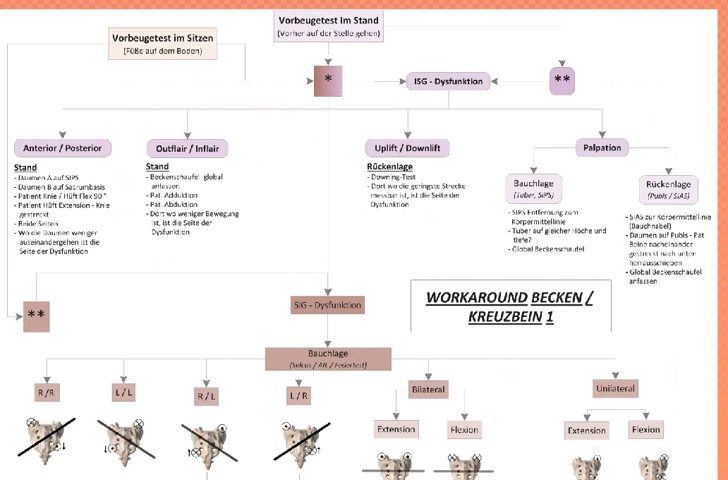 Vorbeugetest im Stand
(Vorher auf der Stelle gehen)
Vorbeugetest im Sitzen
(Füße auf dem Boden)
*
ISG - Dysfunktion
**
Anterior / Posterior
Stand
- Daumen A auf SIPS
- Daumen B auf Sacrumbasis
- Patient Knie / Hüft Flex 90°
- Patient Hüft Extension - Knie
gestreckt
- Beide Seiten
- Wo die Daumen weniger
auseinandergehen ist die
Seite der Dysfunktion
Outflair / Inflair
Stand
- Beckenschaufel global
anfassen
- Pat. Adduktion
- Pat. Abduktion
- Dort wo weniger Bewegung
ist, ist die Seite der
Dysfunktion
Uplift / Downlift
Rückenlage
- Downing-Test
- Dort wo die geringste Strecke
messbar ist, ist die Seite der
Dysfunktion
Palpation
Bauchlage
(Tuber, SIPS)
- SIPS Entfernung zum
Körpermittellinie
- Tuber auf gleicher Höche und
tiefe?
- Global Beckenschaufel
Rückenlage
(Pubis / SIAS)
- SIAS zur Körpermittellinie
(Bauchnabel)
- Daumen auf Pubis - Pat.
Beine nacheinander
gestreckt nach unten
herrausschieben
- Global Beckenschaufel
anfassen
**
SIG - Dysfunktion
WORKAROUND BECKEN /
KREUZBEIN 1
Bauchlage
(Sulcus / AIL / Federtest)
R / R
L / L
R / L
L / R
Bilateral
Unilateral
Extension
Flexion
Extension
Flexion